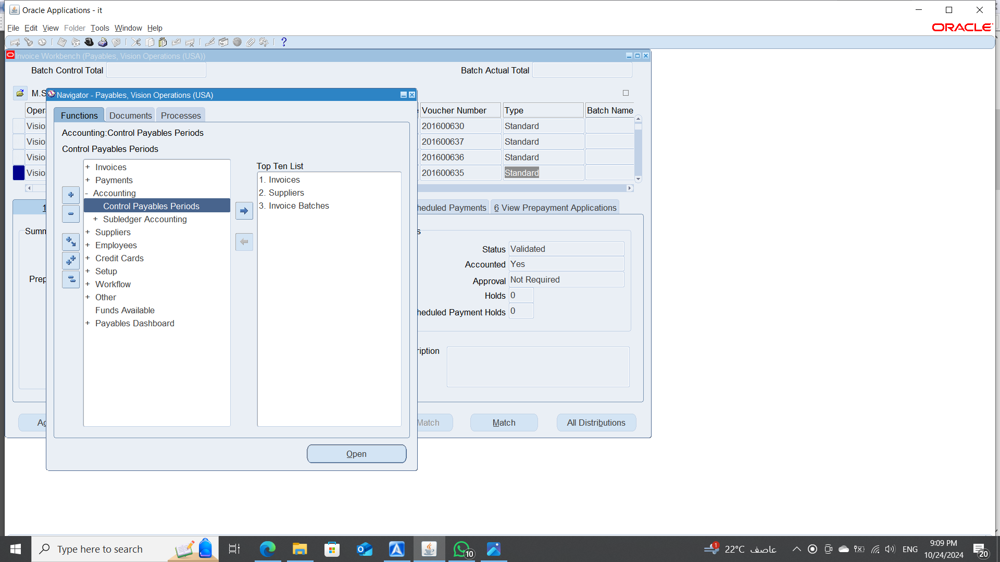 Oracle Applications - it
File Edit View Folder Tools Window Help
ORACLE
Invoice Workbench (Payables, Vision Operations (USA))
Batch Control Total
Batch Actual Total
M.S
Navigator - Payables, Vision Operations (USA)
Functions Documents Processes
Accounting:Control Payables Periods
Control Payables Periods
+ Invoices
+ Payments
- Accounting
Control Payables Periods
+ Subledger Accounting
+ Suppliers
+ Employees
+ Credit Cards
+ Setup
+ Workflow
+ Other
Funds Available
+ Payables Dashboard
Top Ten List
1. Invoices
2. Suppliers
3. Invoice Batches
Open
Oper
Visio
Visio
Visio
Visio
Voucher Number Type Batch Name
201600630 Standard
201600637 Standard
201600636 Standard
201600635 Standard
1
heduled Payments
6 View Prepayment Applications
Summ
Prep
s
Status Validated
Accounted Yes
Approval Not Required
Holds 0
heduled Payment Holds 0
ription
Match
Match
All Distributions
Type here to search
10
1
22°C عاصف
ENG
9:09 PM
10/24/2024
20